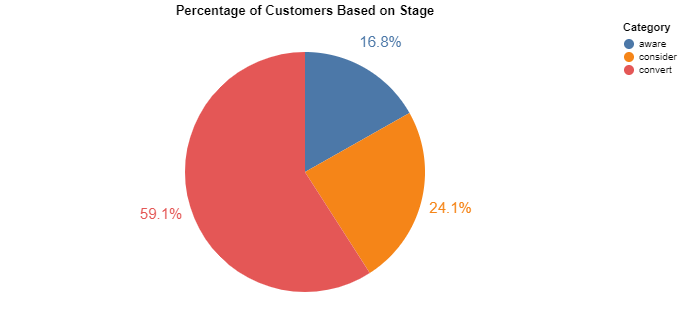 Percentage of Customers Based on Stage
Category
aware
consider
convert
16.8%
24.1%
59.1%